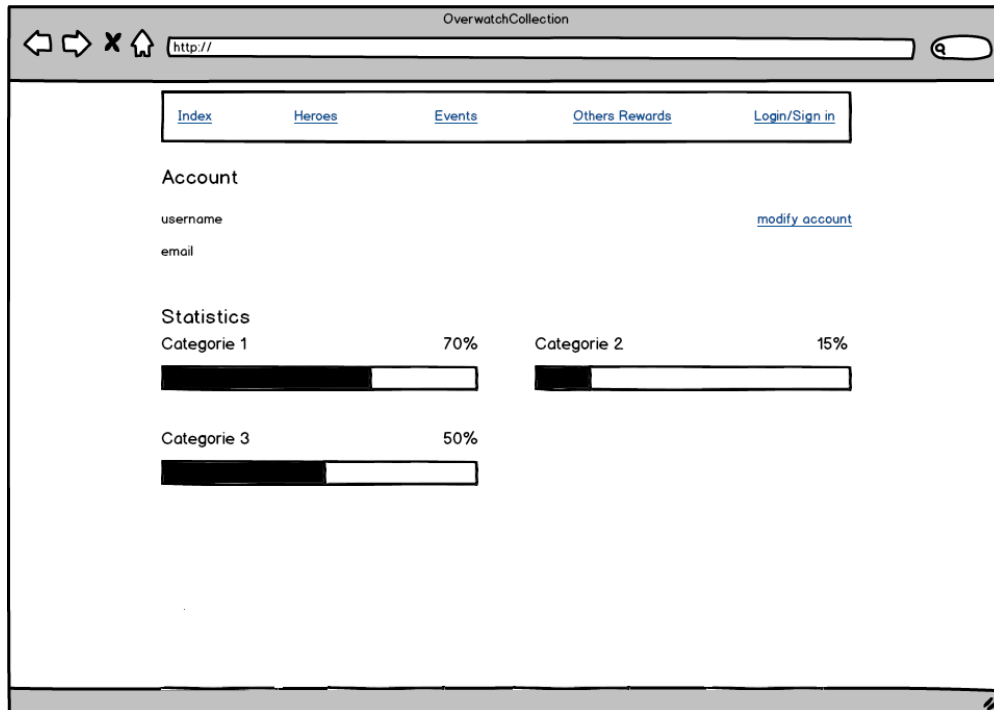 OverwatchCollection
http://
Index Heroes Events Others Rewards Login/Sign in
Account
username modify account
email
Statistics
Categorie 1 70% Categorie 2 15%
Categorie 3 50%